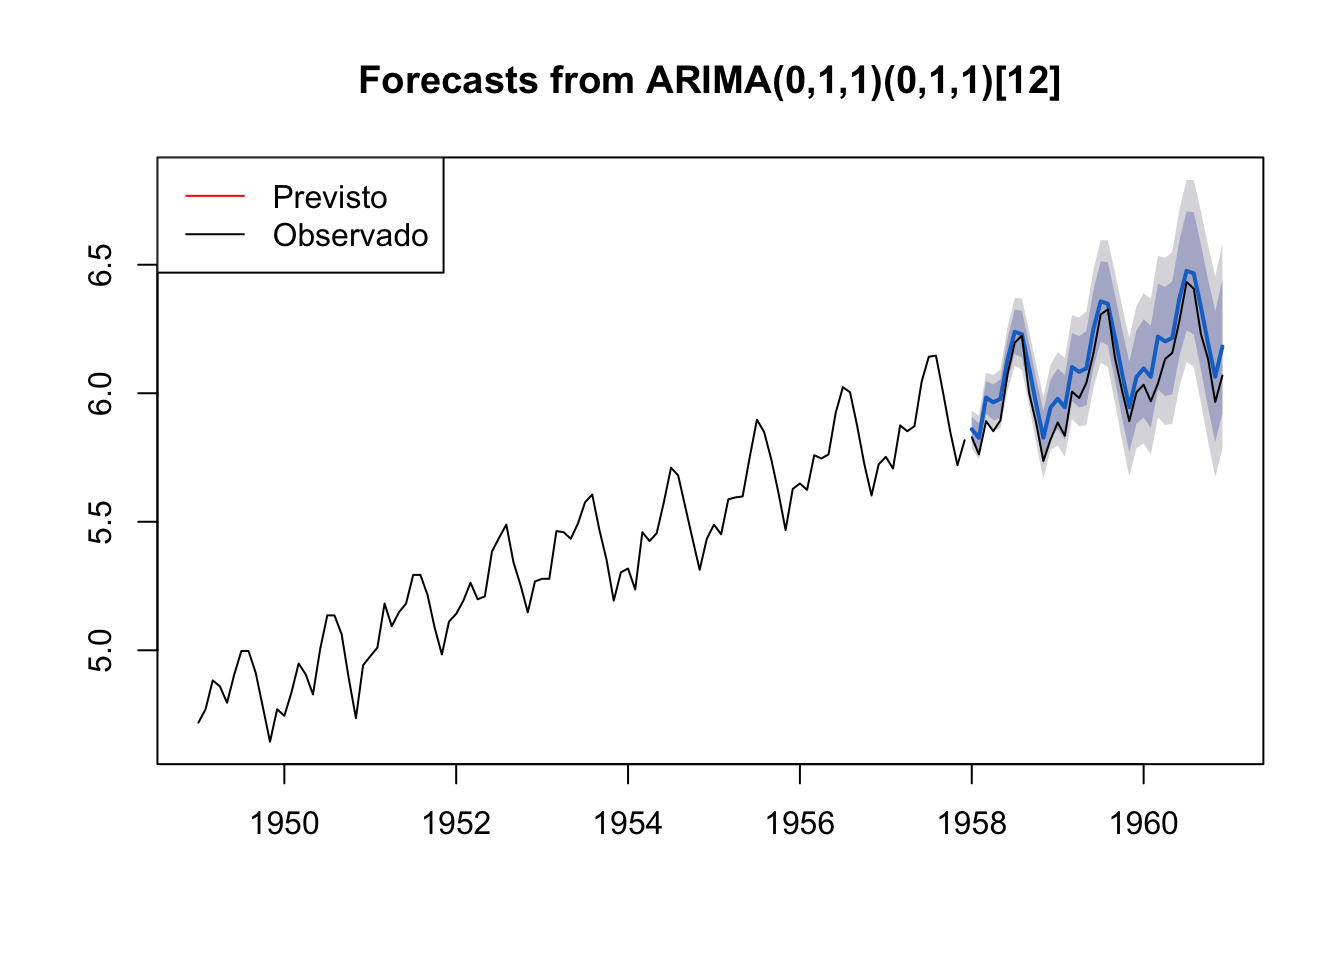 Forecasts from ARIMA(0,1,1)(0,1,1)[12]
Previsto
Observado
6.5
6.0
5.5
5.0
1950 1952 1954 1956 1958 1960